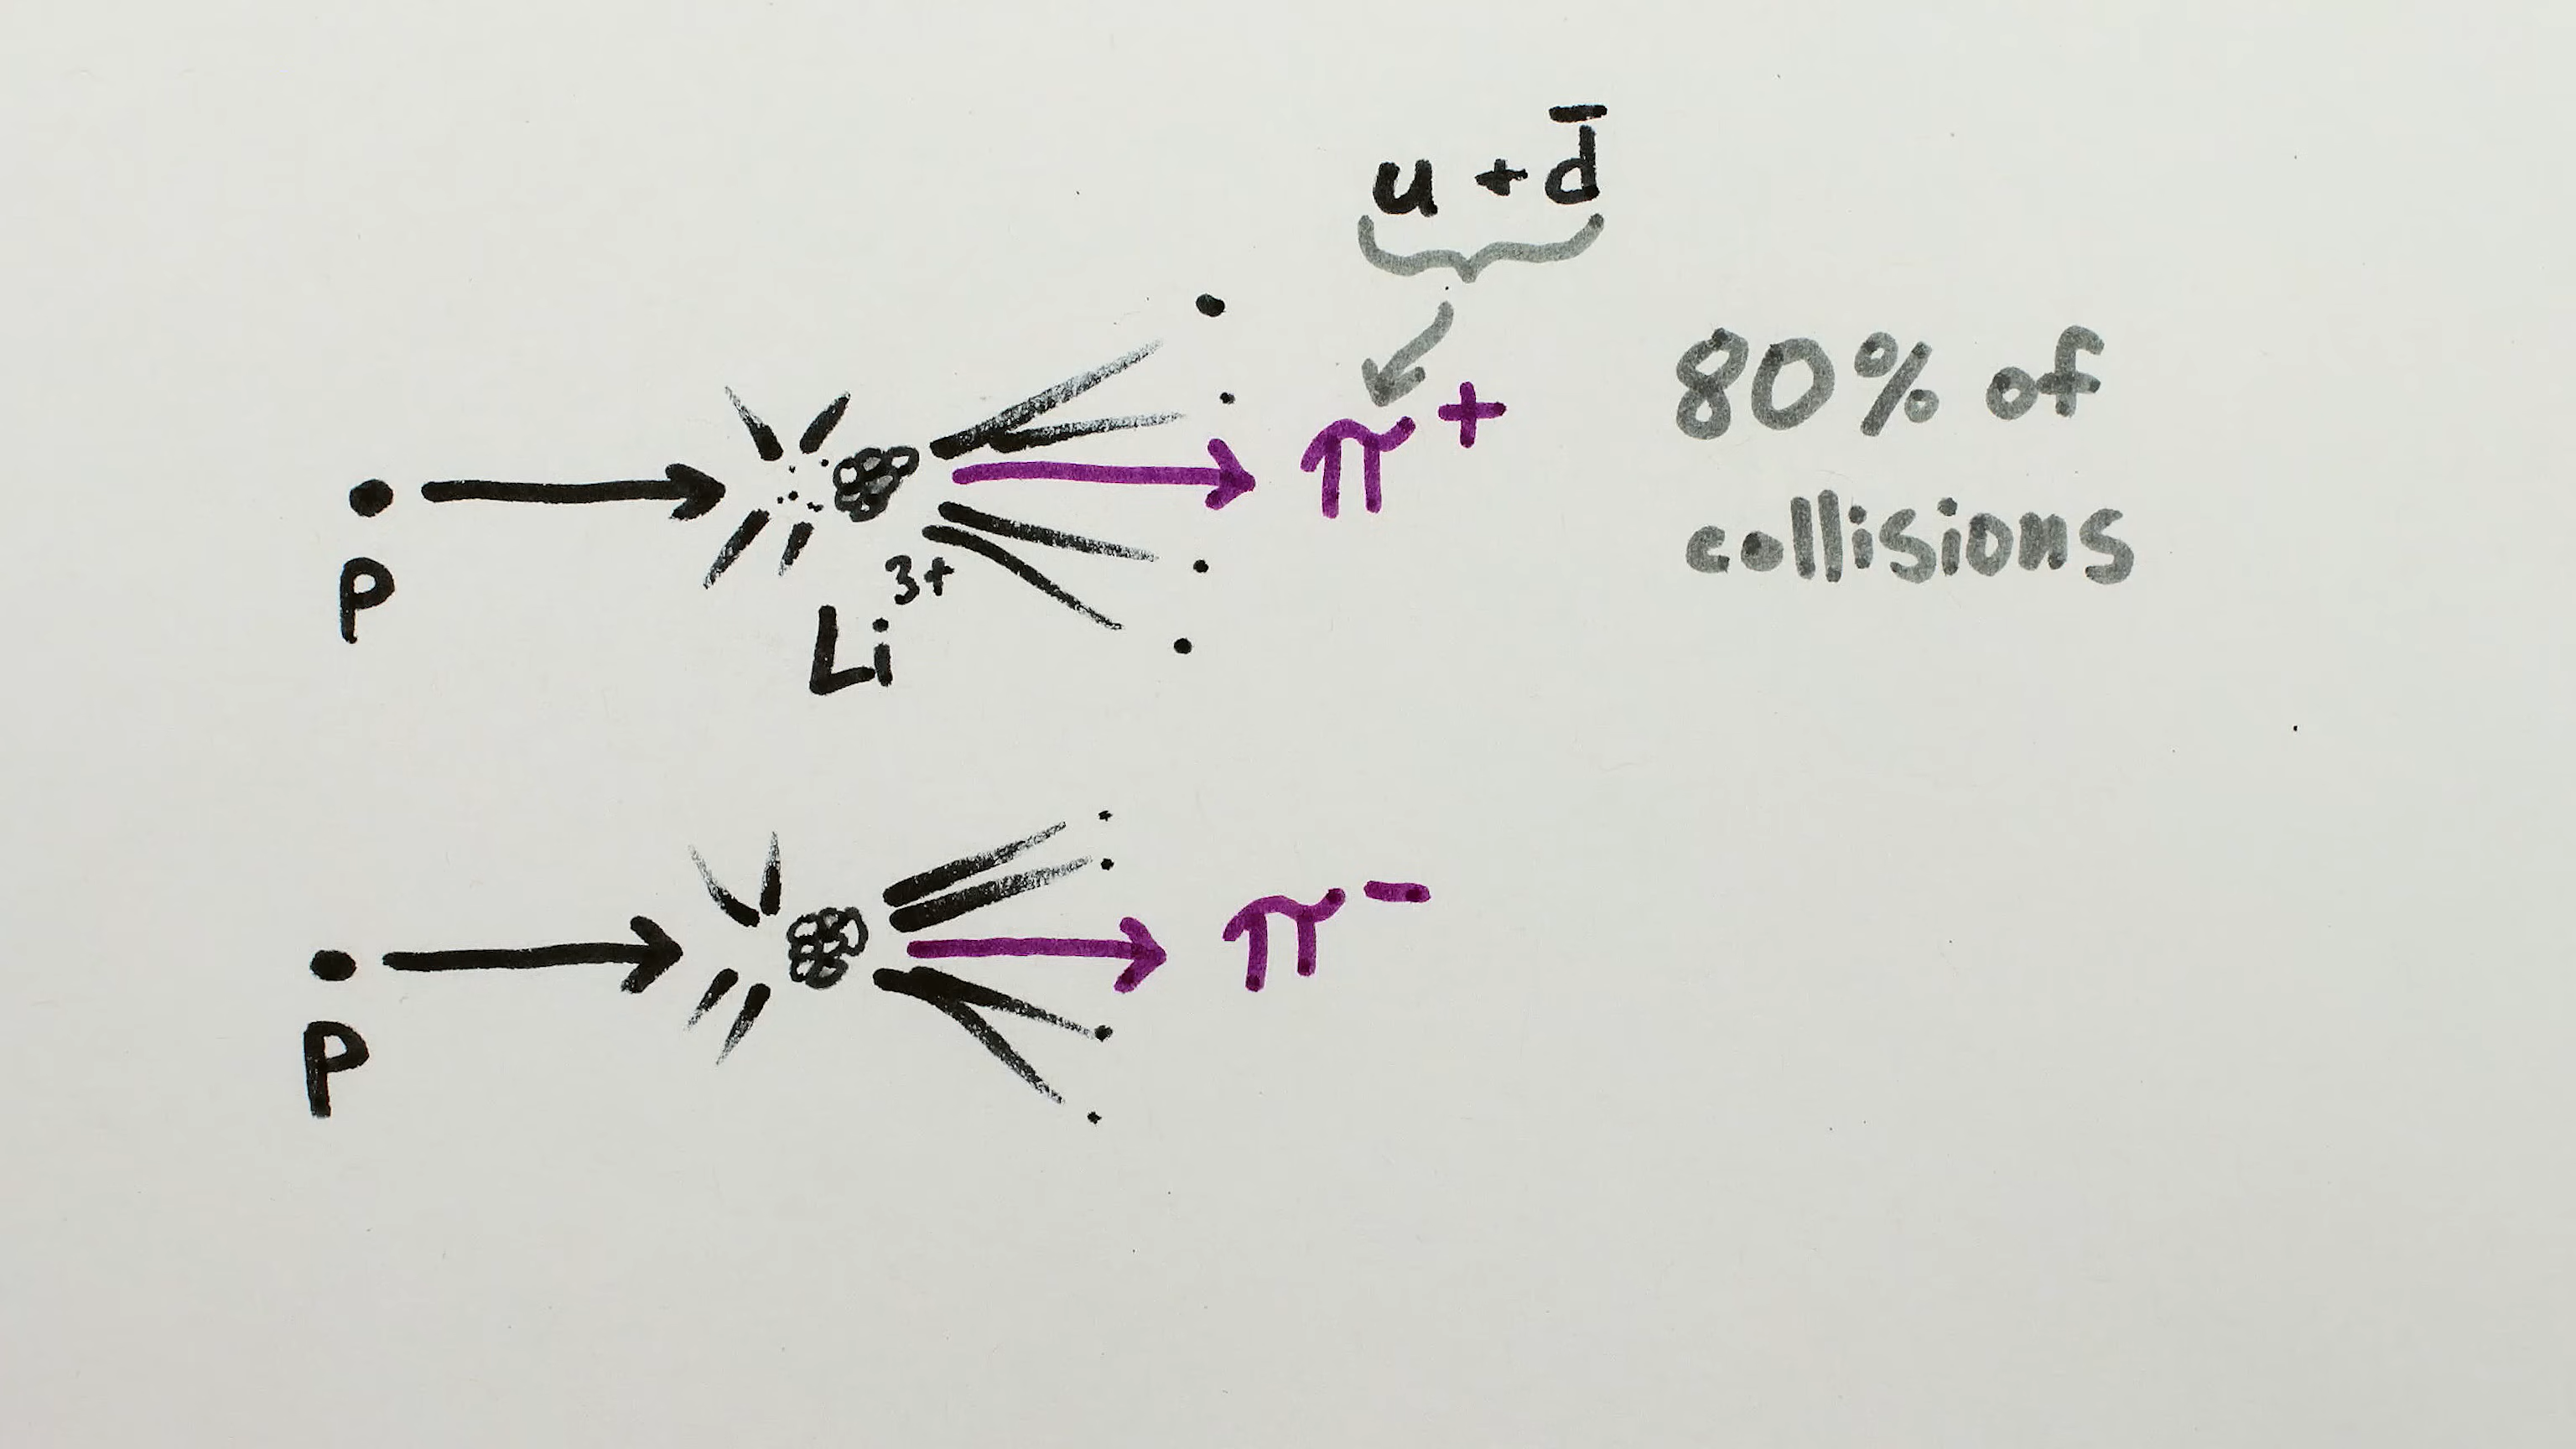 u + d̄
π⁺
80% of
collisions
P
Li³⁺
π⁻
P